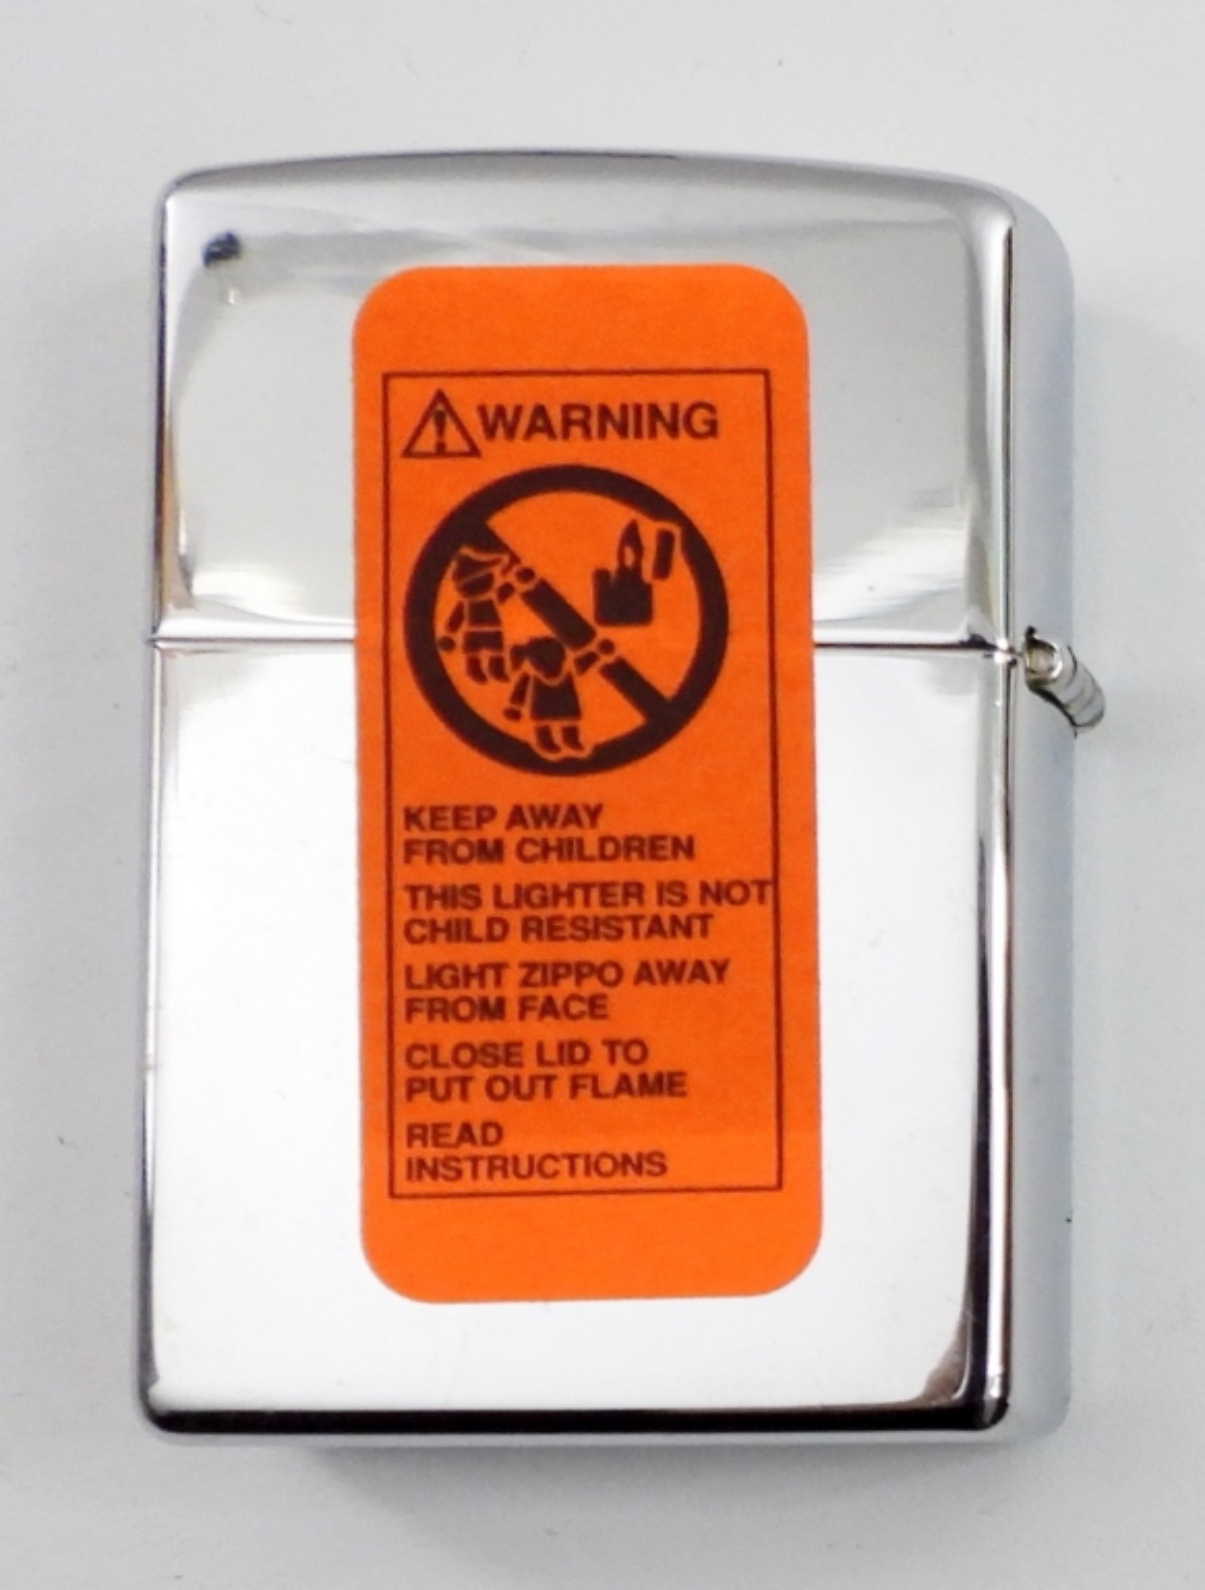 WARNING
KEEP AWAY
FROM CHILDREN
THIS LIGHTER IS NOT
CHILD RESISTANT
LIGHT ZIPPO AWAY
FROM FACE
CLOSE LID TO
PUT OUT FLAME
READ
INSTRUCTIONS